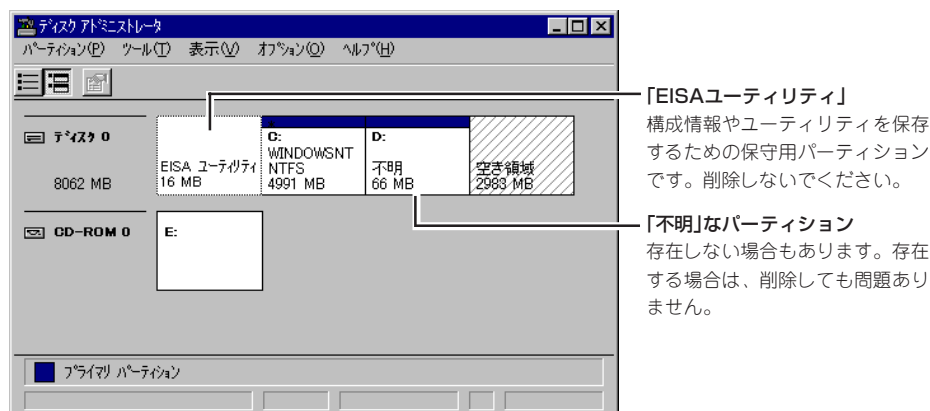 ディスク アドミニストレータ
パーティション(P) ツール(T) 表示(V) オプション(O) ヘルプ(H)
ディスク 0
8062 MB
EISA ユーティリティ
16 MB
C:
WINDOWSNT
NTFS
4991 MB
D:
不明
66 MB
空き領域
2983 MB
CD-ROM 0
E:
プライマリ パーティション
「EISAユーティリティ」
構成情報やユーティリティを保存
するための保守用パーティション
です。削除しないでください。
「不明」なパーティション
存在しない場合もあります。存在
する場合は、削除しても問題あり
ません。